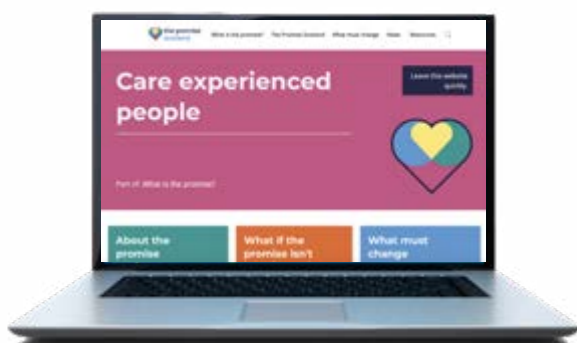 the promise
scotland
What is the promise? The Promise Scotland What must change News Resources
Care experienced
people
Leave this website
quickly
Part of: What is the promise?
About the
promise
What if the
promise isn't
What must
change